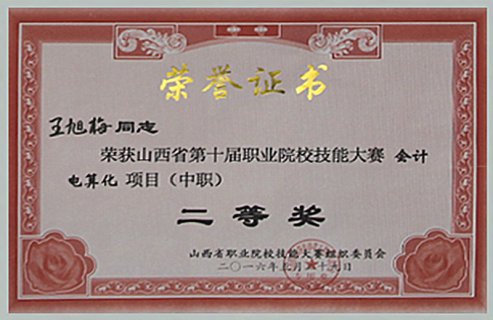 荣誉证书
王旭梅同志
荣获山西省第十届职业院校技能大赛 会计
电算化 项目（中职）
二等奖
山西省职业院校技能大赛组织委员会
二〇一六年 月 十 日